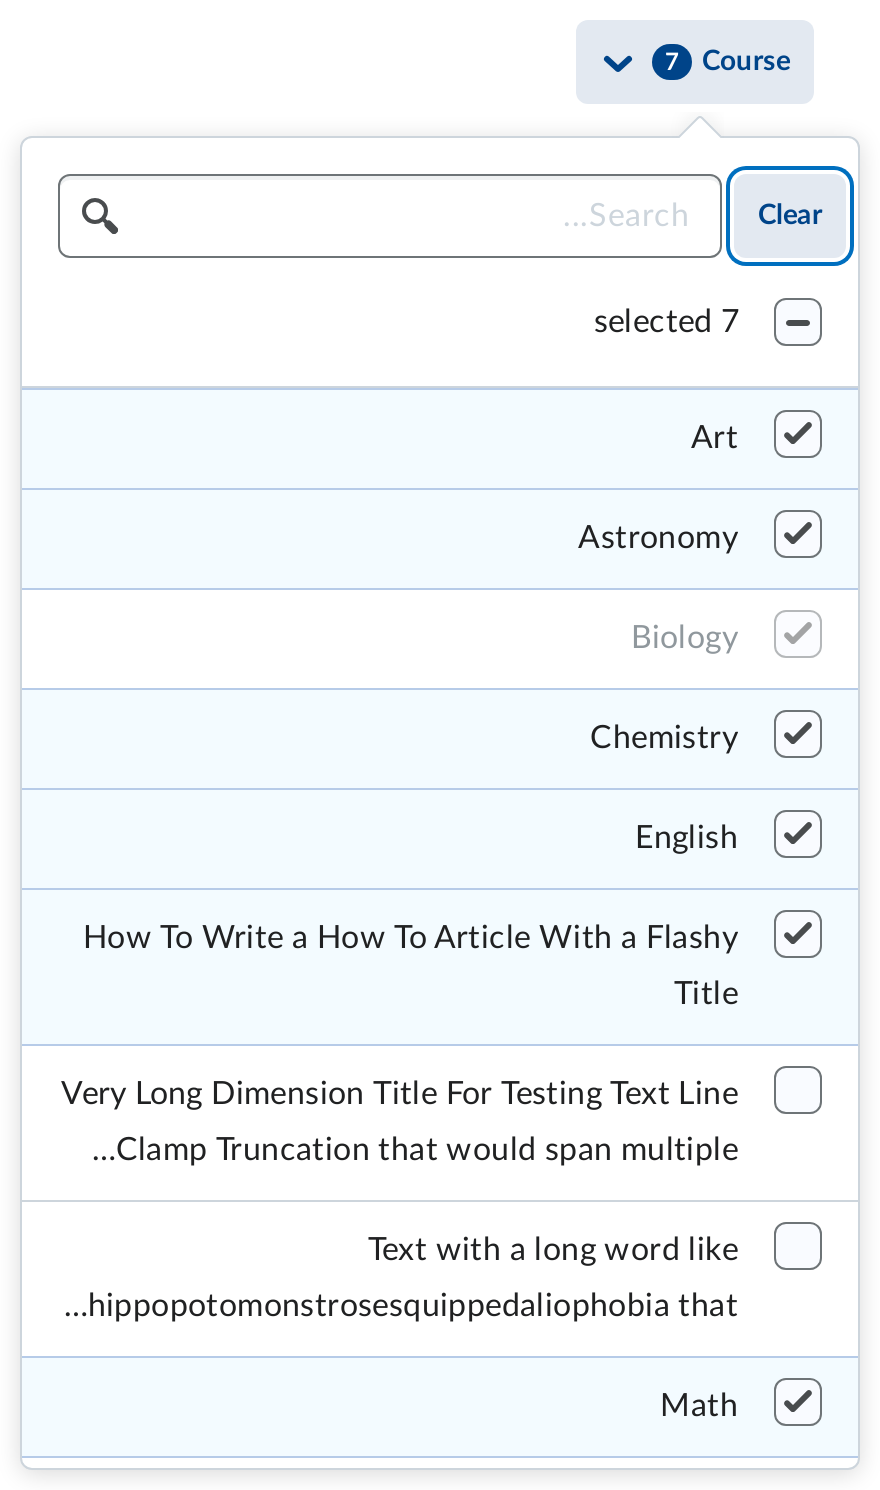 7 Course
...Search
Clear
selected 7
Art
Astronomy
Biology
Chemistry
English
How To Write a How To Article With a Flashy
Title
Very Long Dimension Title For Testing Text Line
...Clamp Truncation that would span multiple
Text with a long word like
...hippopotomonstrosesquippedaliophobia that
Math